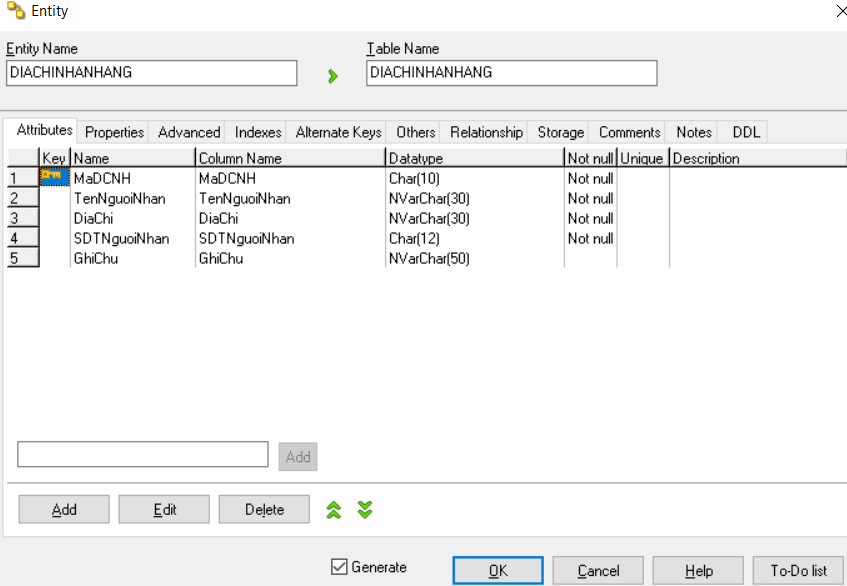 Entity
Entity Name
Table Name
DIACHINHANHANG
DIACHINHANHANG
Attributes Properties Advanced Indexes Alternate Keys Others Relationship Storage Comments Notes DDL
Key Name Column Name Datatype Not null Unique Description
1 MaDCNH MaDCNH Char(10) Not null
2 TenNguoiNhan TenNguoiNhan NVarChar(30) Not null
3 DiaChi DiaChi NVarChar(30) Not null
4 SDTNguoiNhan SDTNguoiNhan Char(12) Not null
5 GhiChu GhiChu NVarChar(50)
Add
Add Edit Delete
Generate OK Cancel Help To-Do list